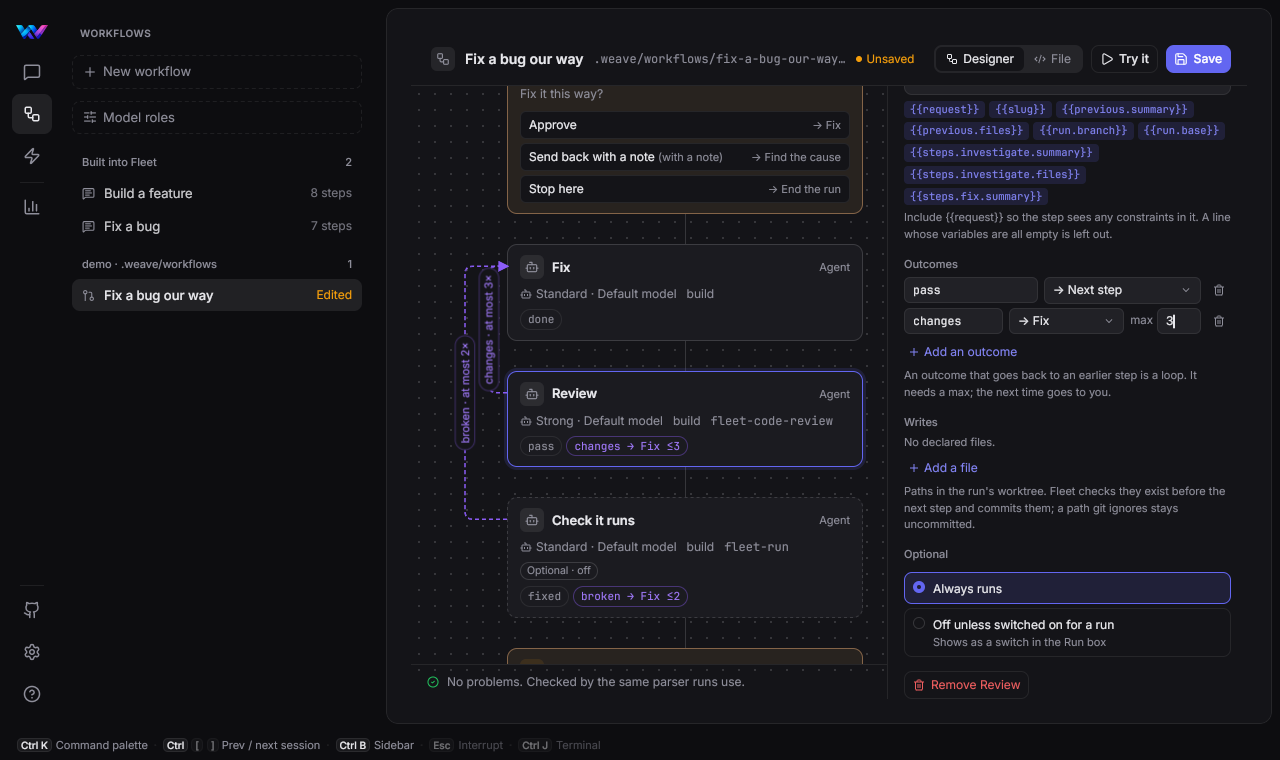 WORKFLOWS
New workflow
Model roles
Built into Fleet 2
Build a feature 8 steps
Fix a bug 7 steps
demo · .weave/workflows 1
Fix a bug our way Edited
Fix a bug our way .weave/workflows/fix-a-bug-our-way… Unsaved Designer File Try it Save
Fix it this way?
Approve → Fix
Send back with a note (with a note) → Find the cause
Stop here → End the run
Fix Agent
Standard · Default model build
done
changes · at most 3×
broken · at most 2×
Review Agent
Strong · Default model build fleet-code-review
pass changes → Fix ≤3
Check it runs Agent
Standard · Default model build fleet-run
Optional · off
fixed broken → Fix ≤2
No problems. Checked by the same parser runs use.
{{request}} {{slug}} {{previous.summary}}
{{previous.files}} {{run.branch}} {{run.base}}
{{steps.investigate.summary}}
{{steps.investigate.files}}
{{steps.fix.summary}}
Include {{request}} so the step sees any constraints in it. A line
whose variables are all empty is left out.
Outcomes
pass → Next step
changes → Fix max 3
+ Add an outcome
An outcome that goes back to an earlier step is a loop. It
needs a max; the next time goes to you.
Writes
No declared files.
+ Add a file
Paths in the run's worktree. Fleet checks they exist before the
next step and commits them; a path git ignores stays
uncommitted.
Optional
Always runs
Off unless switched on for a run
Shows as a switch in the Run box
Remove Review
Ctrl K Command palette · Ctrl [ ] Prev / next session · Ctrl B Sidebar · Esc Interrupt · Ctrl J Terminal